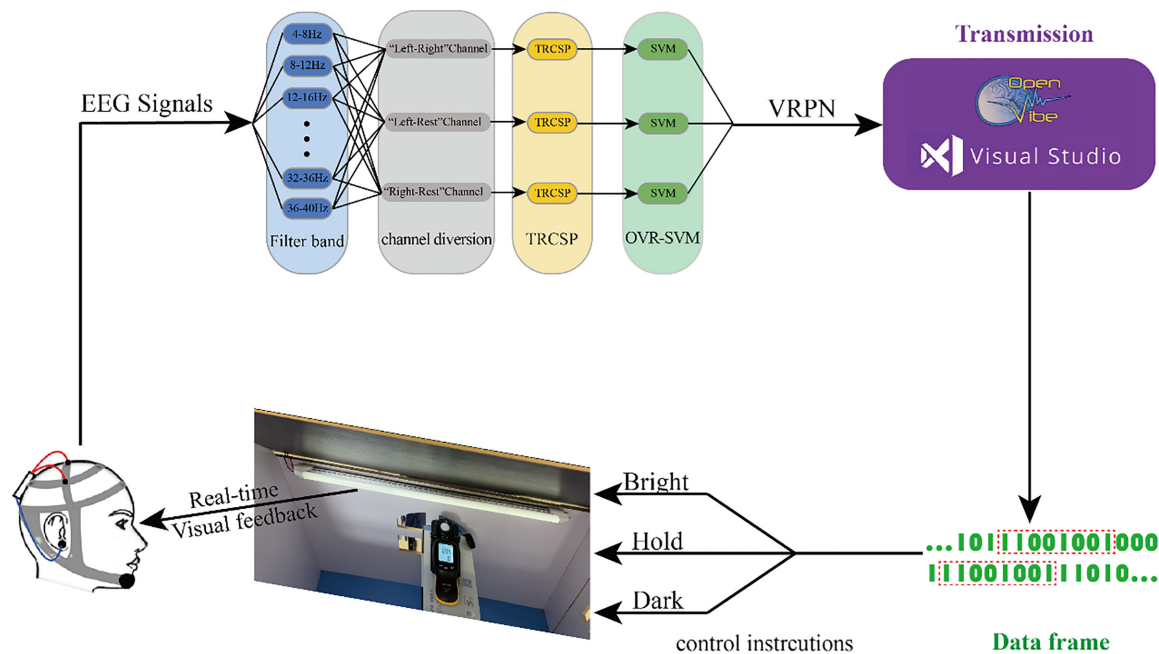 Transmission
4-8Hz
8-12Hz
12-16Hz
32-36Hz
36-40Hz
Filter band
"Left-Right"Channel
"Left-Rest"Channel
"Right-Rest"Channel
channel diversion
TRCSP
TRCSP
TRCSP
TRCSP
SVM
SVM
SVM
OVR-SVM
EEG Signals
VRPN
Open
Vibe
Visual Studio
Real-time
Visual feedback
Bright
Hold
Dark
control instrcutions
...10111001001000
11100100111010...
Data frame